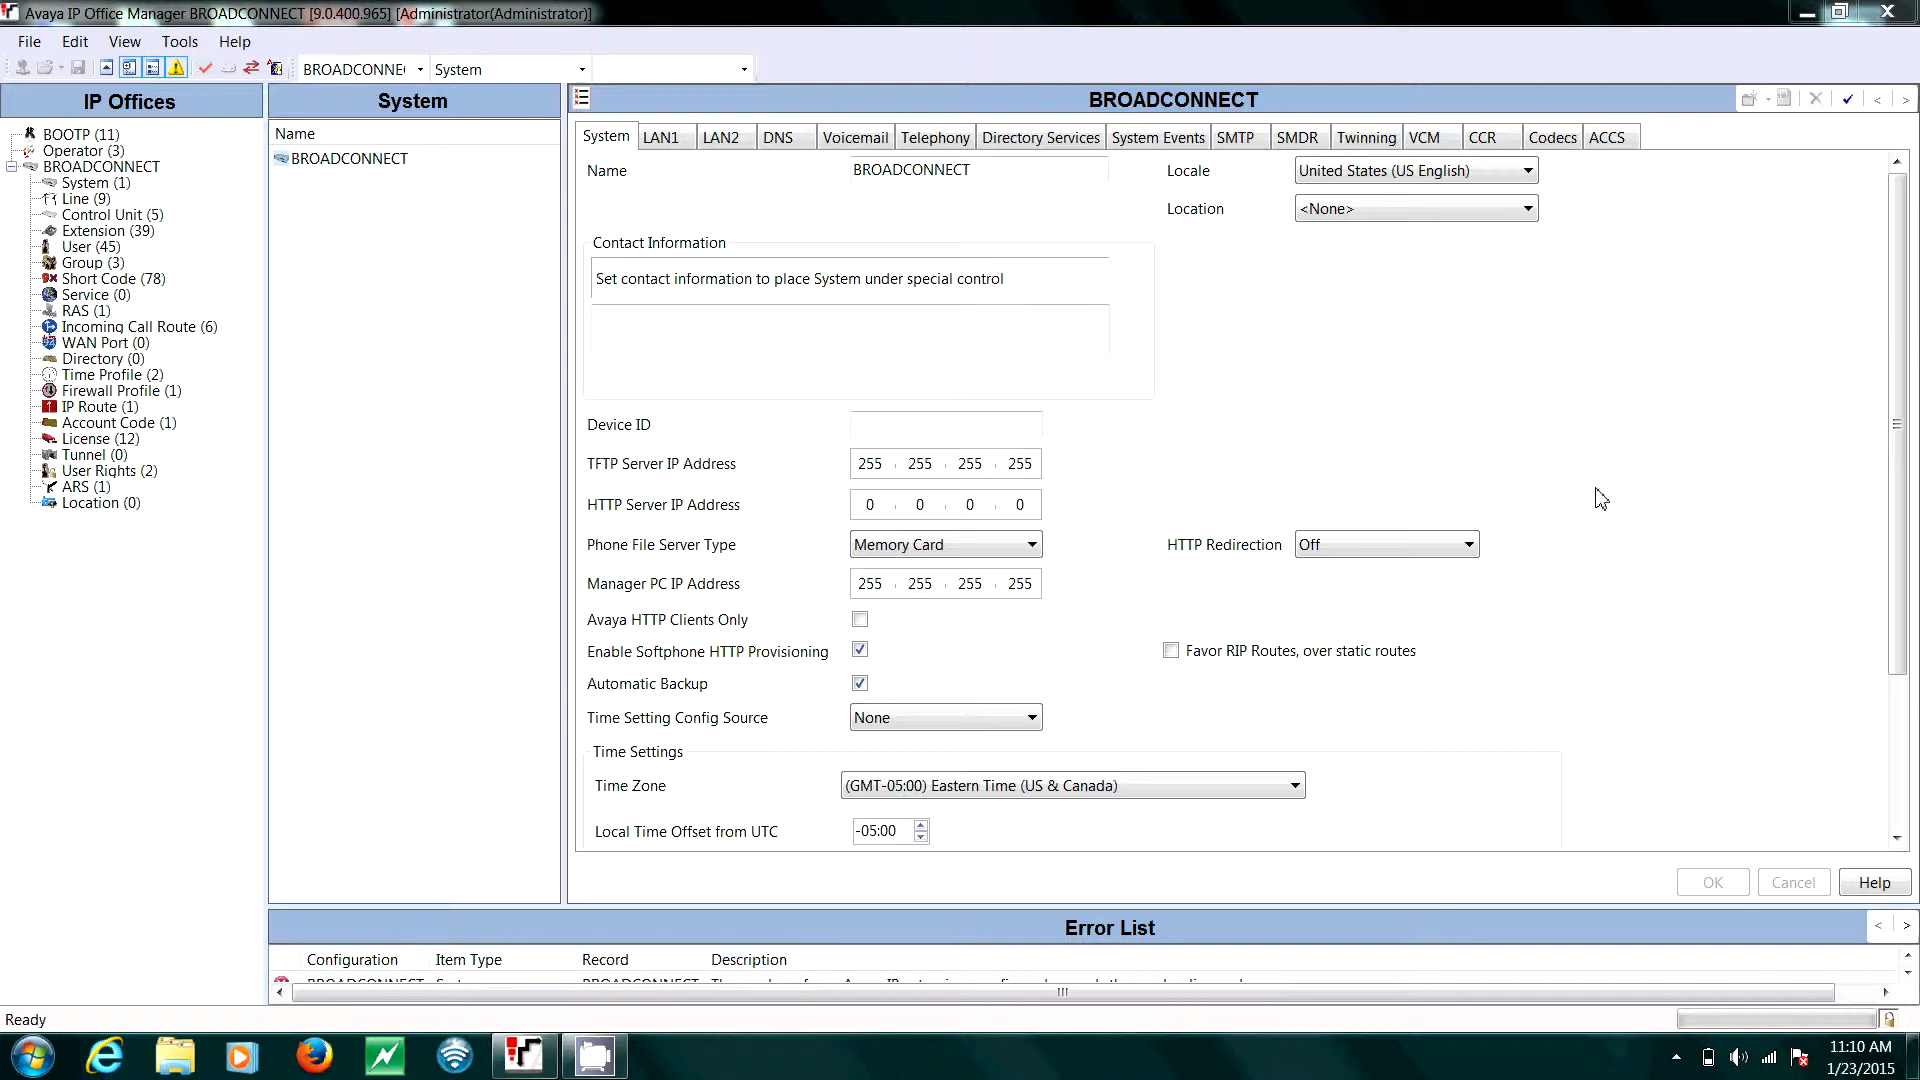 Avaya IP Office Manager BROADCONNECT [9.0.400.965] [Administrator(Administrator)]
File Edit View Tools Help
BROADCONNE System
IP Offices
BOOTP (11)
Operator (3)
BROADCONNECT
System (1)
Line (9)
Control Unit (5)
Extension (39)
User (45)
Group (3)
Short Code (78)
Service (0)
RAS (1)
Incoming Call Route (6)
WAN Port (0)
Directory (0)
Time Profile (2)
Firewall Profile (1)
IP Route (1)
Account Code (1)
License (12)
Tunnel (0)
User Rights (2)
ARS (1)
Location (0)
System
Name
BROADCONNECT
BROADCONNECT
System LAN1 LAN2 DNS Voicemail Telephony Directory Services System Events SMTP SMDR Twinning VCM CCR Codecs ACCS
Name BROADCONNECT Locale United States (US English)
Location <None>
Contact Information
Set contact information to place System under special control
Device ID
TFTP Server IP Address 255 . 255 . 255 . 255
HTTP Server IP Address 0 . 0 . 0 . 0
Phone File Server Type Memory Card HTTP Redirection Off
Manager PC IP Address 255 . 255 . 255 . 255
Avaya HTTP Clients Only
Enable Softphone HTTP Provisioning Favor RIP Routes, over static routes
Automatic Backup
Time Setting Config Source None
Time Settings
Time Zone (GMT-05:00) Eastern Time (US & Canada)
Local Time Offset from UTC -05:00
OK Cancel Help
Error List
Configuration Item Type Record Description
Ready
11:10 AM
1/23/2015